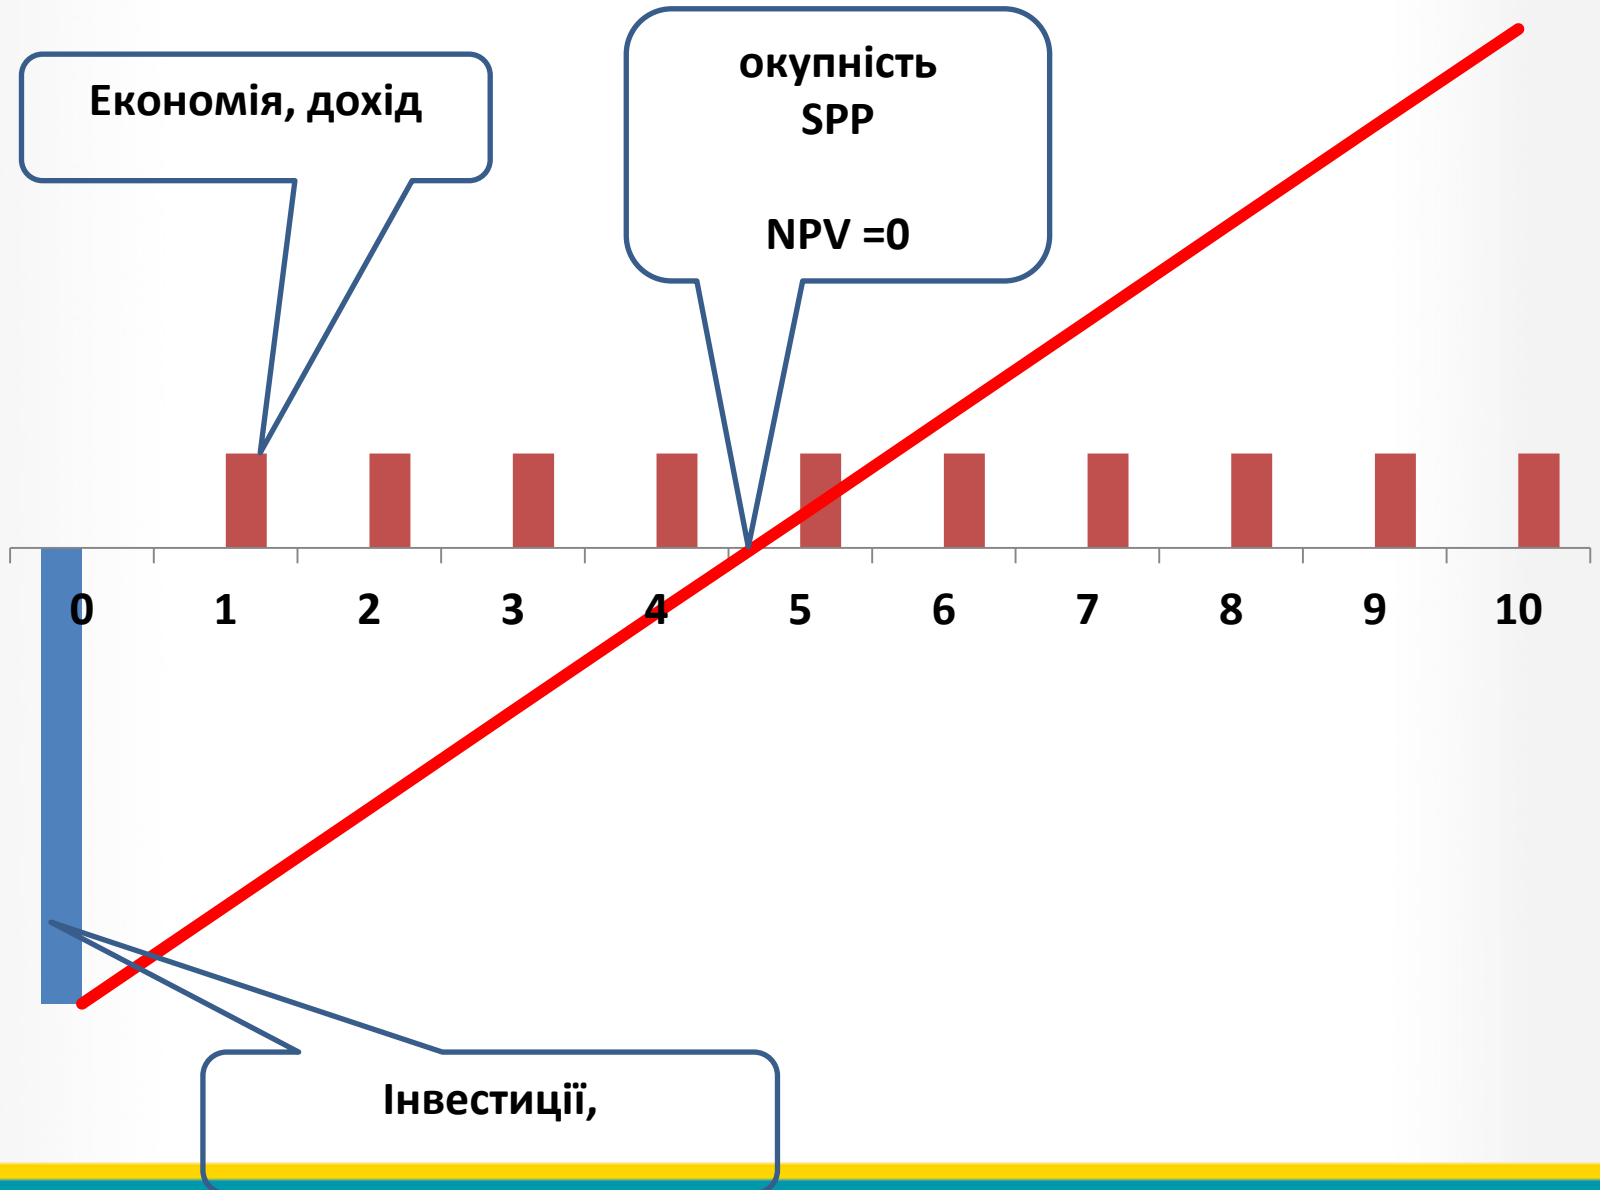 Економія, дохід
окупність
SPP
NPV =0
0 1 2 3 4 5 6 7 8 9 10
Інвестиції,